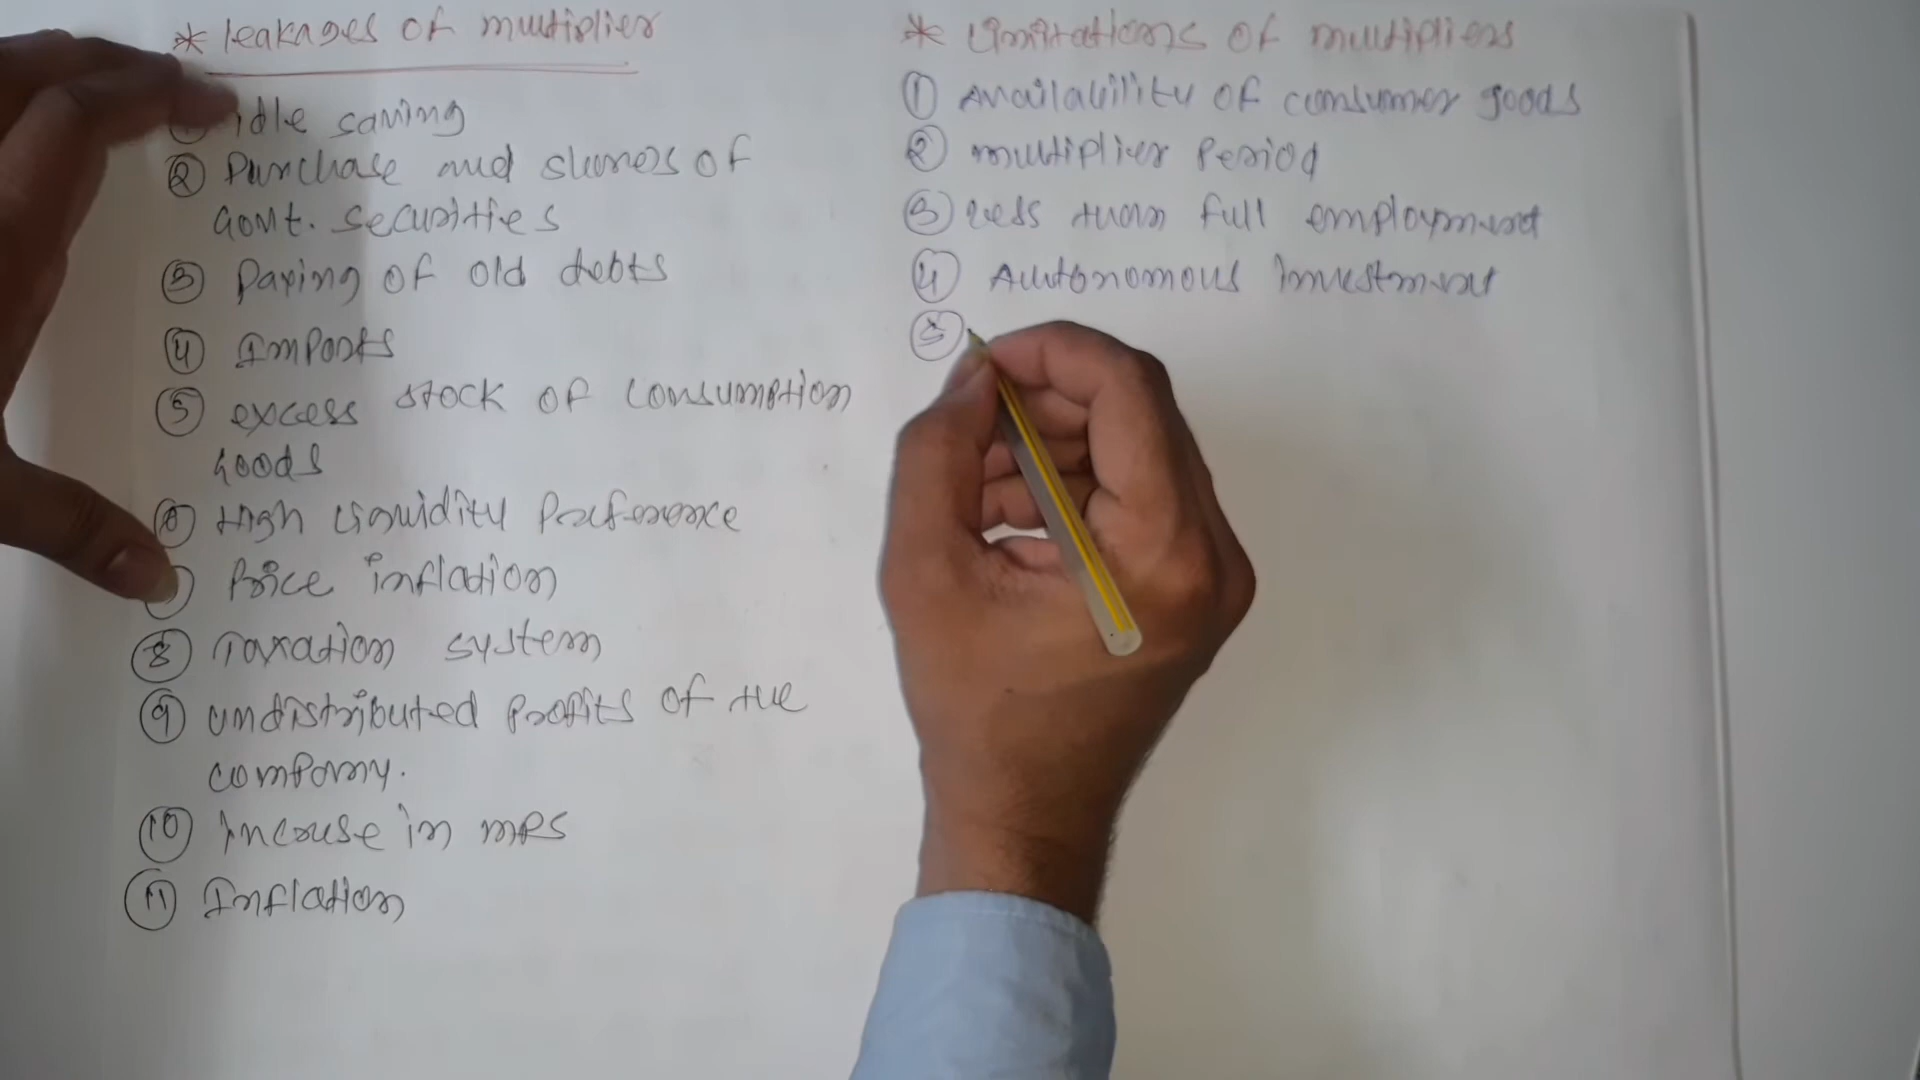 * Leakages of multiplier
idle saving
② Purchase and shares of
Govt. securities
③ Paying of old debts
④ Imports
⑤ excess stock of consumption
Goods
⑥ High Liquidity Preference
Price inflation
⑧ Taxation system
⑨ undistributed Profits of the
company.
⑩ Increase in MPS
⑪ Inflation
* Limitations of multipliers
① Availability of consumer goods
② multiplier Period
③ Less than full employment
④ Autonomous investment
⑤